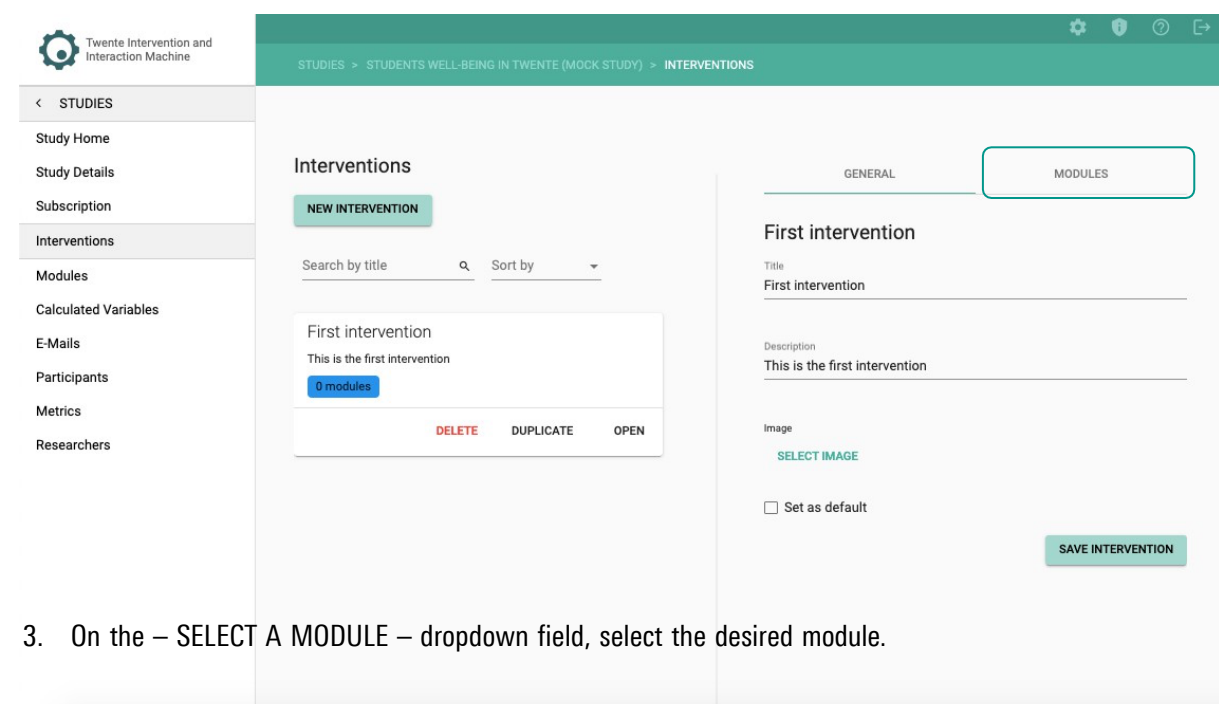 Twente Intervention and
Interaction Machine
STUDIES > STUDENTS WELL-BEING IN TWENTE (MOCK STUDY) > INTERVENTIONS
< STUDIES
Study Home
Study Details
Subscription
Interventions
Modules
Calculated Variables
E-Mails
Participants
Metrics
Researchers
Interventions
NEW INTERVENTION
Search by title
Sort by
First intervention
This is the first intervention
0 modules
DELETE DUPLICATE OPEN
GENERAL MODULES
First intervention
Title
First intervention
Description
This is the first intervention
Image
SELECT IMAGE
Set as default
SAVE INTERVENTION
3. On the – SELECT A MODULE – dropdown field, select the desired module.